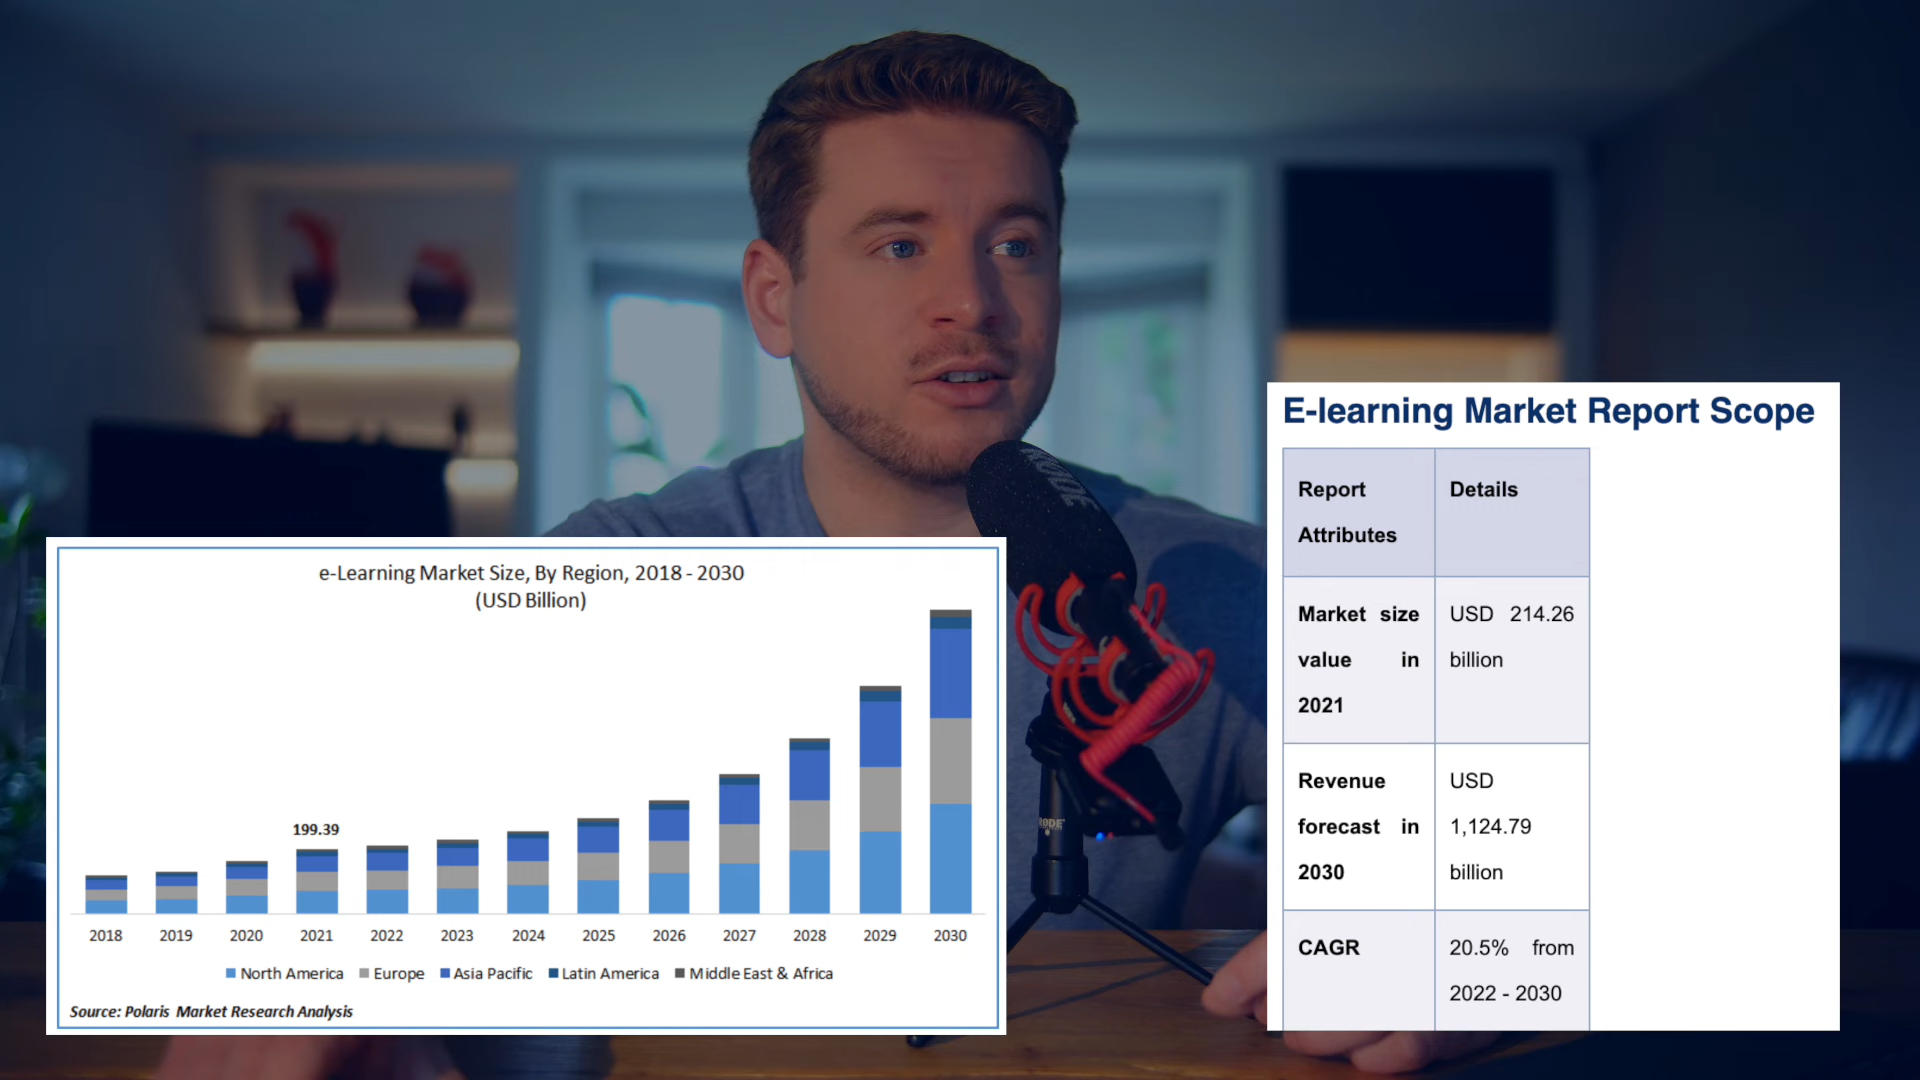 e-Learning Market Size, By Region, 2018 - 2030
(USD Billion)
199.39
2018 2019 2020 2021 2022 2023 2024 2025 2026 2027 2028 2029 2030
North America Europe Asia Pacific Latin America Middle East & Africa
Source: Polaris Market Research Analysis
RODE
RODE
E-learning Market Report Scope
Report Details
Attributes
Market size USD 214.26
value in billion
2021
Revenue USD
forecast in 1,124.79
2030 billion
CAGR 20.5% from
2022 - 2030